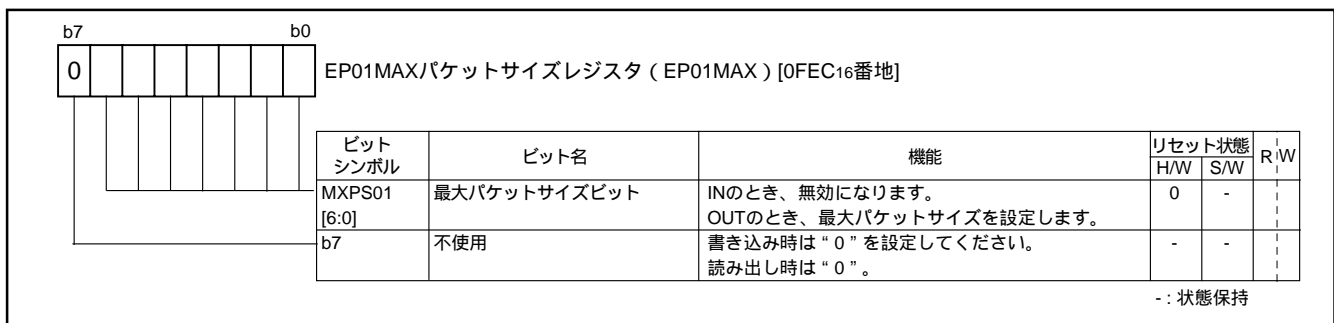 b7 b0
0 EP01MAXパケットサイズレジスタ ( EP01MAX ) [0FEC16番地]
ビット シンボル ビット名 機能 リセット状態 R W
H/W S/W
MXPS01 最大パケットサイズビット INのとき、無効になります。 0 -
[6:0] OUTのとき、最大パケットサイズを設定します。
b7 不使用 書き込み時は“ 0 ”を設定してください。 - -
読み出し時は“ 0 ”。
- : 状態保持